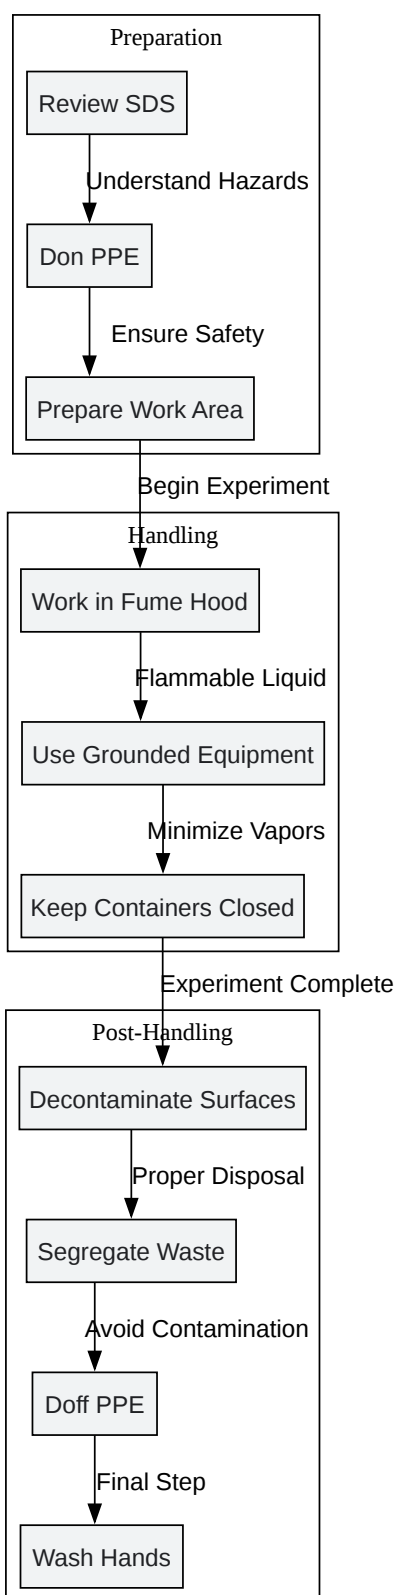 Preparation
Review SDS
Understand Hazards
Don PPE
Ensure Safety
Prepare Work Area
Begin Experiment
Handling
Work in Fume Hood
Flammable Liquid
Use Grounded Equipment
Minimize Vapors
Keep Containers Closed
Experiment Complete
Post-Handling
Decontaminate Surfaces
Proper Disposal
Segregate Waste
Avoid Contamination
Doff PPE
Final Step
Wash Hands